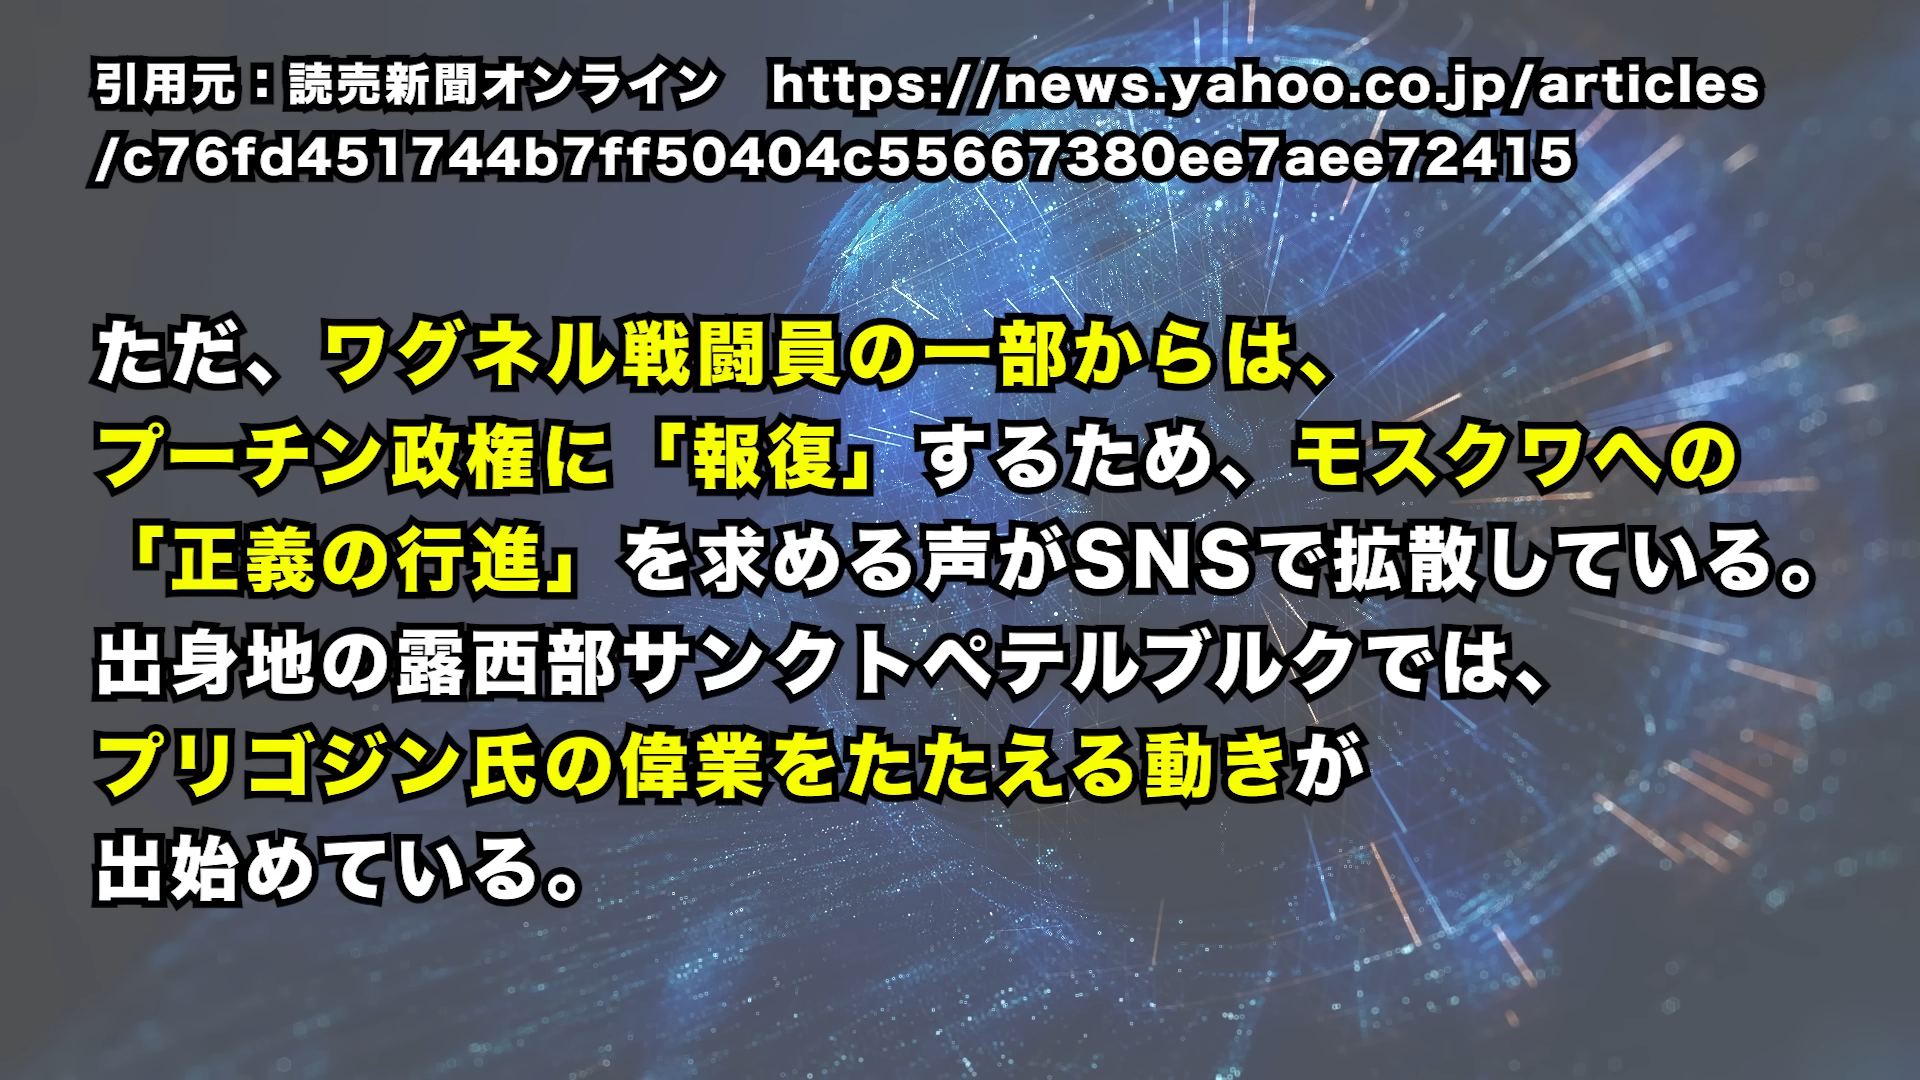 引用元：読売新聞オンライン　https://news.yahoo.co.jp/articles
/c76fd451744b7ff50404c55667380ee7aee72415
ただ、ワグネル戦闘員の一部からは、
プーチン政権に「報復」するため、モスクワへの
「正義の行進」を求める声がSNSで拡散している。
出身地の露西部サンクトペテルブルクでは、
プリゴジン氏の偉業をたたえる動きが
出始めている。